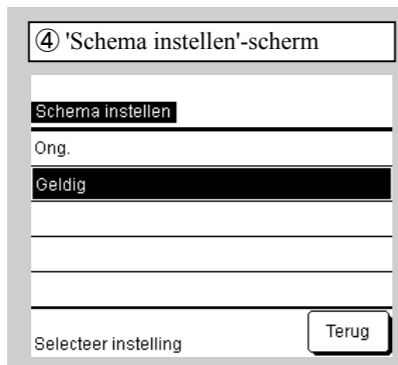 ④ 'Schema instellen'-scherm
Schema instellen
Ong.
Geldig
Selecteer instelling
Terug